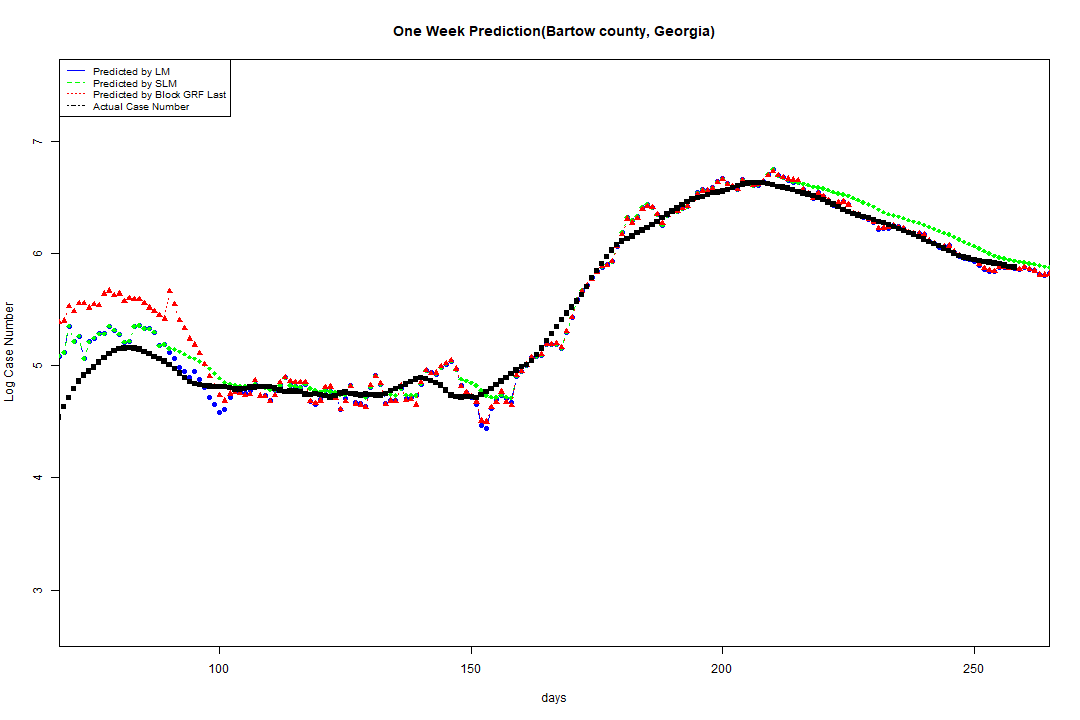 One Week Prediction(Bartow county, Georgia)
Predicted by LM
Predicted by SLM
Predicted by Block GRF Last
Actual Case Number
7
6
5
4
3
Log Case Number
100
150
200
250
days